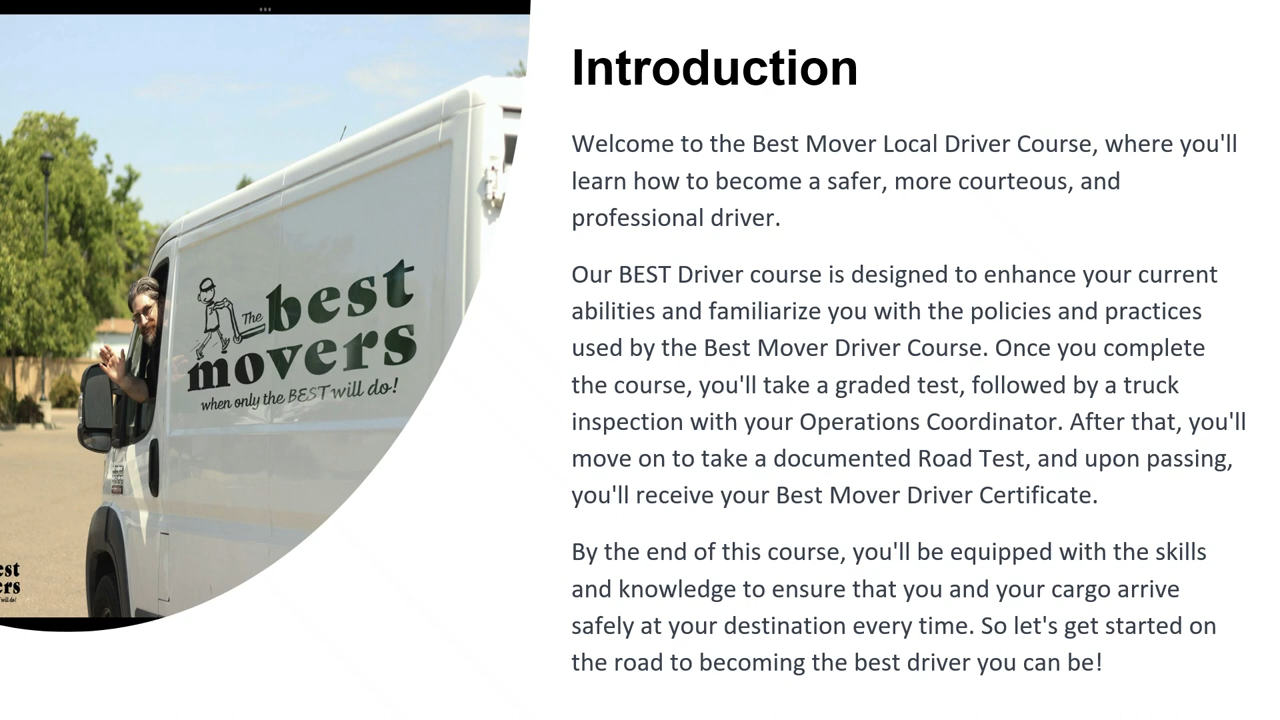 Introduction
Welcome to the Best Mover Local Driver Course, where you'll
learn how to become a safer, more courteous, and
professional driver.
Our BEST Driver course is designed to enhance your current
abilities and familiarize you with the policies and practices
used by the Best Mover Driver Course. Once you complete
the course, you'll take a graded test, followed by a truck
inspection with your Operations Coordinator. After that, you'll
move on to take a documented Road Test, and upon passing,
you'll receive your Best Mover Driver Certificate.
By the end of this course, you'll be equipped with the skills
and knowledge to ensure that you and your cargo arrive
safely at your destination every time. So let's get started on
the road to becoming the best driver you can be!
The best
movers
when only the BEST will do!
est
ers
will do!